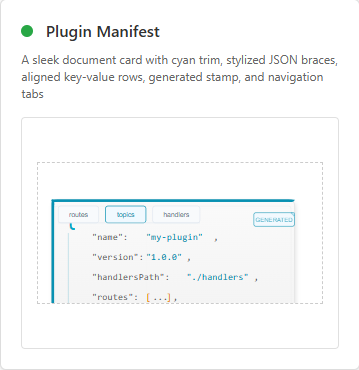 Plugin Manifest
A sleek document card with cyan trim, stylized JSON braces,
aligned key-value rows, generated stamp, and navigation
tabs
routes topics handlers
GENERATED
"name": "my-plugin" ,
"version": "1.0.0" ,
"handlersPath": "./handlers" ,
"routes": [...],